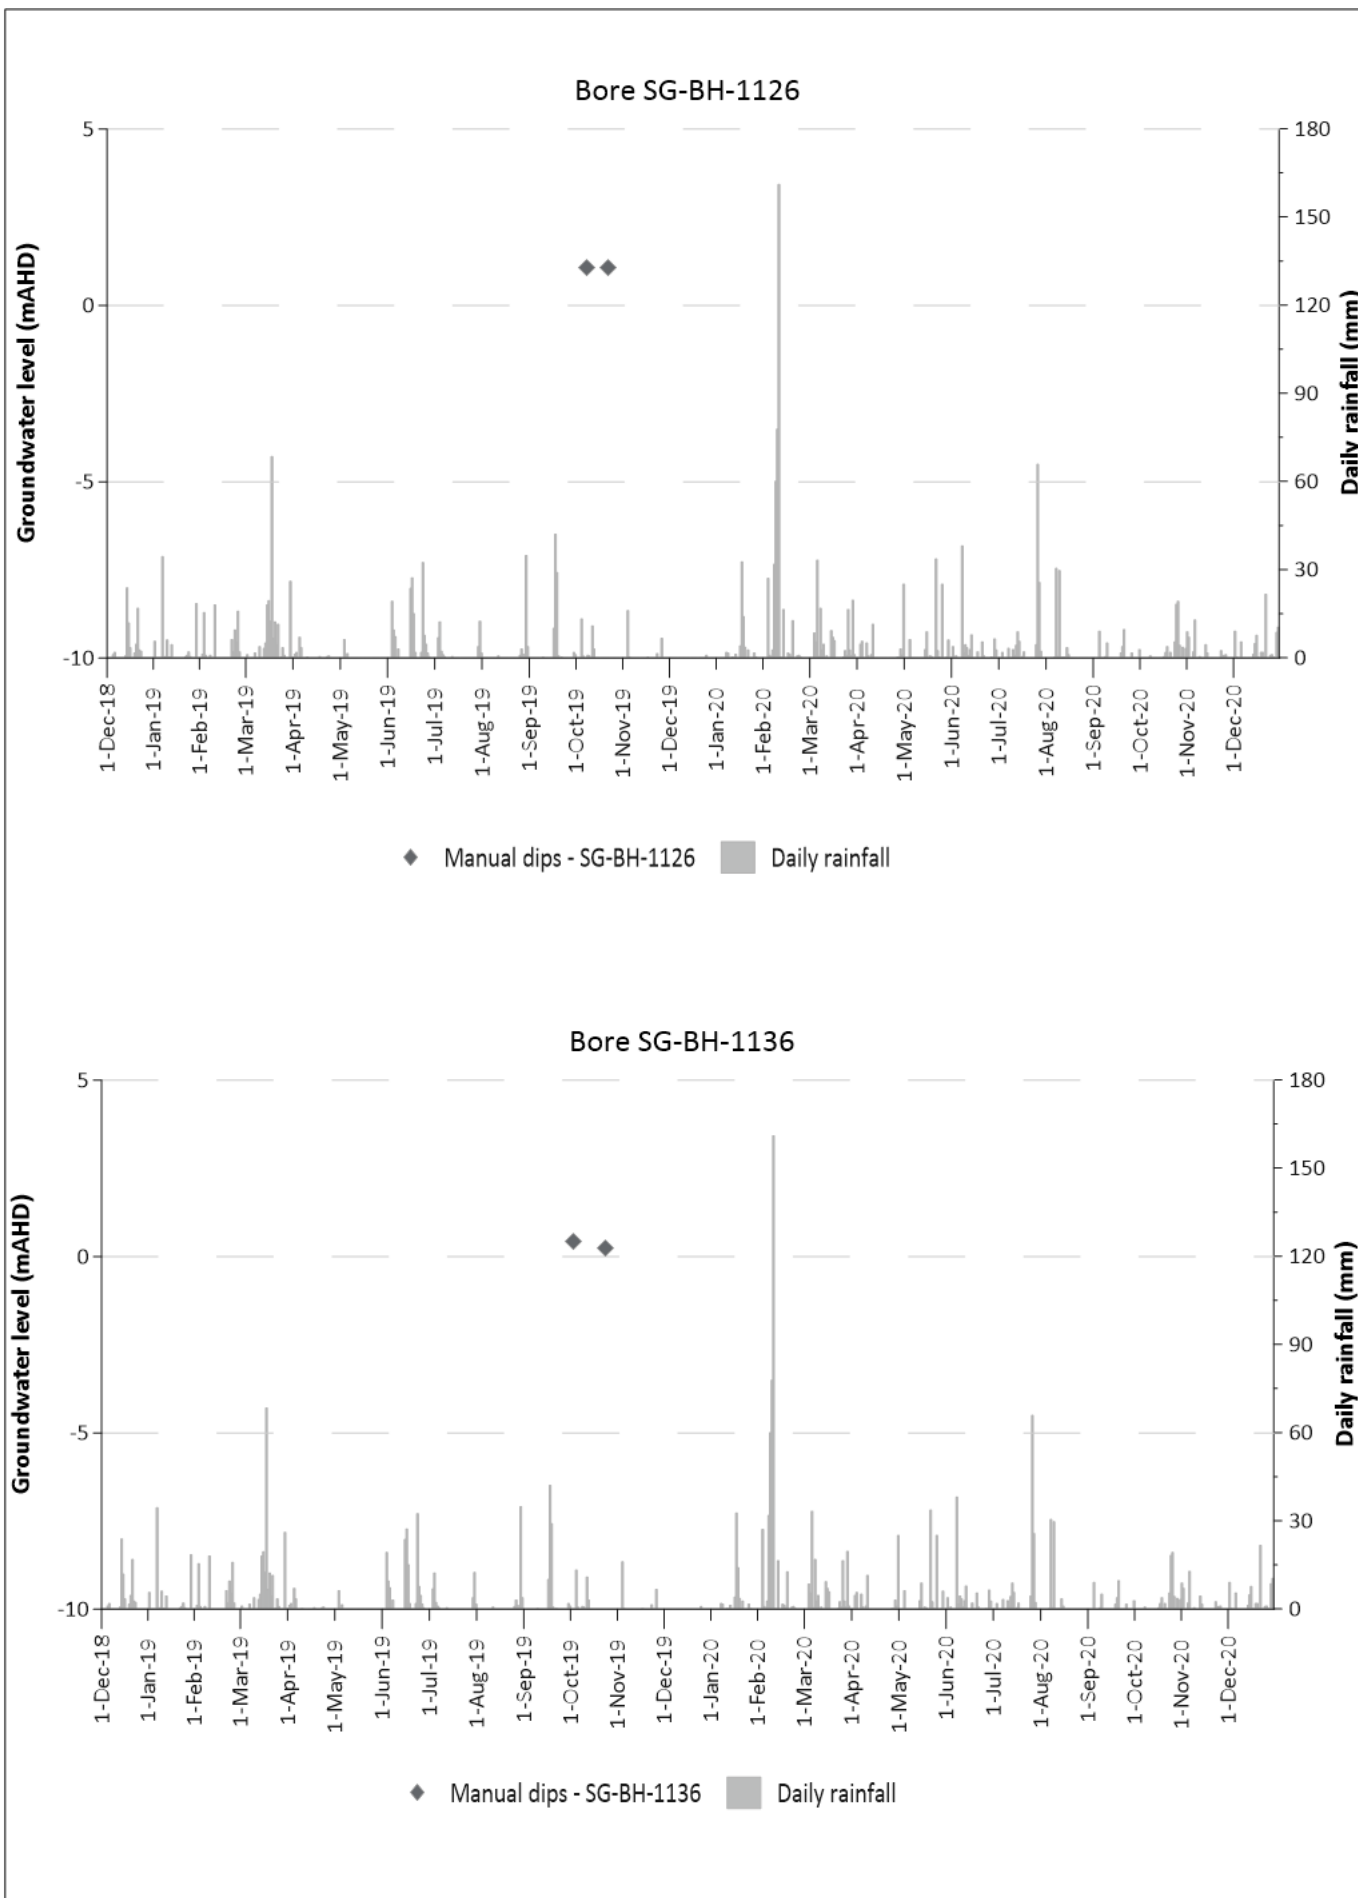 Bore SG-BH-1126
Groundwater level (mAHD)
5
0
-5
-10
180
150
120
90
60
30
0
Daily rainfall (mm)
1-Dec-18
1-Jan-19
1-Feb-19
1-Mar-19
1-Apr-19
1-May-19
1-Jun-19
1-Jul-19
1-Aug-19
1-Sep-19
1-Oct-19
1-Nov-19
1-Dec-19
1-Jan-20
1-Feb-20
1-Mar-20
1-Apr-20
1-May-20
1-Jun-20
1-Jul-20
1-Aug-20
1-Sep-20
1-Oct-20
1-Nov-20
1-Dec-20
Manual dips - SG-BH-1126 Daily rainfall
Bore SG-BH-1136
Groundwater level (mAHD)
5
0
-5
-10
180
150
120
90
60
30
0
Daily rainfall (mm)
1-Dec-18
1-Jan-19
1-Feb-19
1-Mar-19
1-Apr-19
1-May-19
1-Jun-19
1-Jul-19
1-Aug-19
1-Sep-19
1-Oct-19
1-Nov-19
1-Dec-19
1-Jan-20
1-Feb-20
1-Mar-20
1-Apr-20
1-May-20
1-Jun-20
1-Jul-20
1-Aug-20
1-Sep-20
1-Oct-20
1-Nov-20
1-Dec-20
Manual dips - SG-BH-1136 Daily rainfall